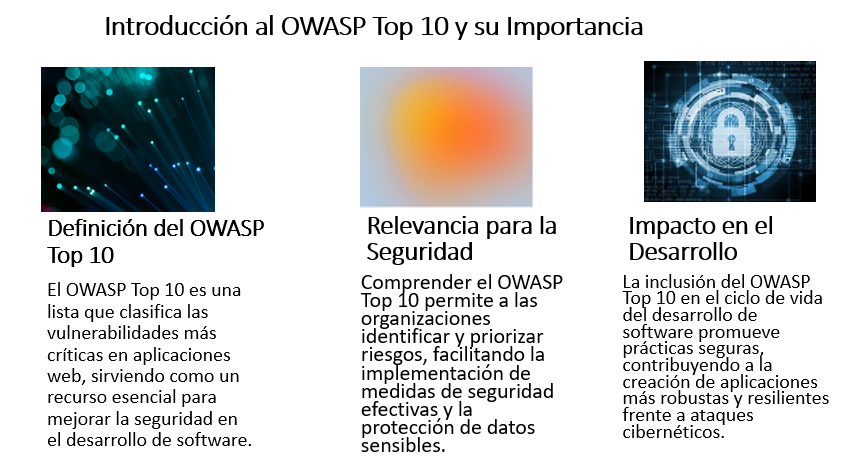 Introducción al OWASP Top 10 y su Importancia
Definición del OWASP
Top 10
El OWASP Top 10 es una
lista que clasifica las
vulnerabilidades más
críticas en aplicaciones
web, sirviendo como un
recurso esencial para
mejorar la seguridad en
el desarrollo de software.
Relevancia para la
Seguridad
Comprender el OWASP
Top 10 permite a las
organizaciones
identificar y priorizar
riesgos, facilitando la
implementación de
medidas de seguridad
efectivas y la
protección de datos
sensibles.
Impacto en el
Desarrollo
La inclusión del OWASP
Top 10 en el ciclo de vida
del desarrollo de
software promueve
prácticas seguras,
contribuyendo a la
creación de aplicaciones
más robustas y resilientes
frente a ataques
cibernéticos.